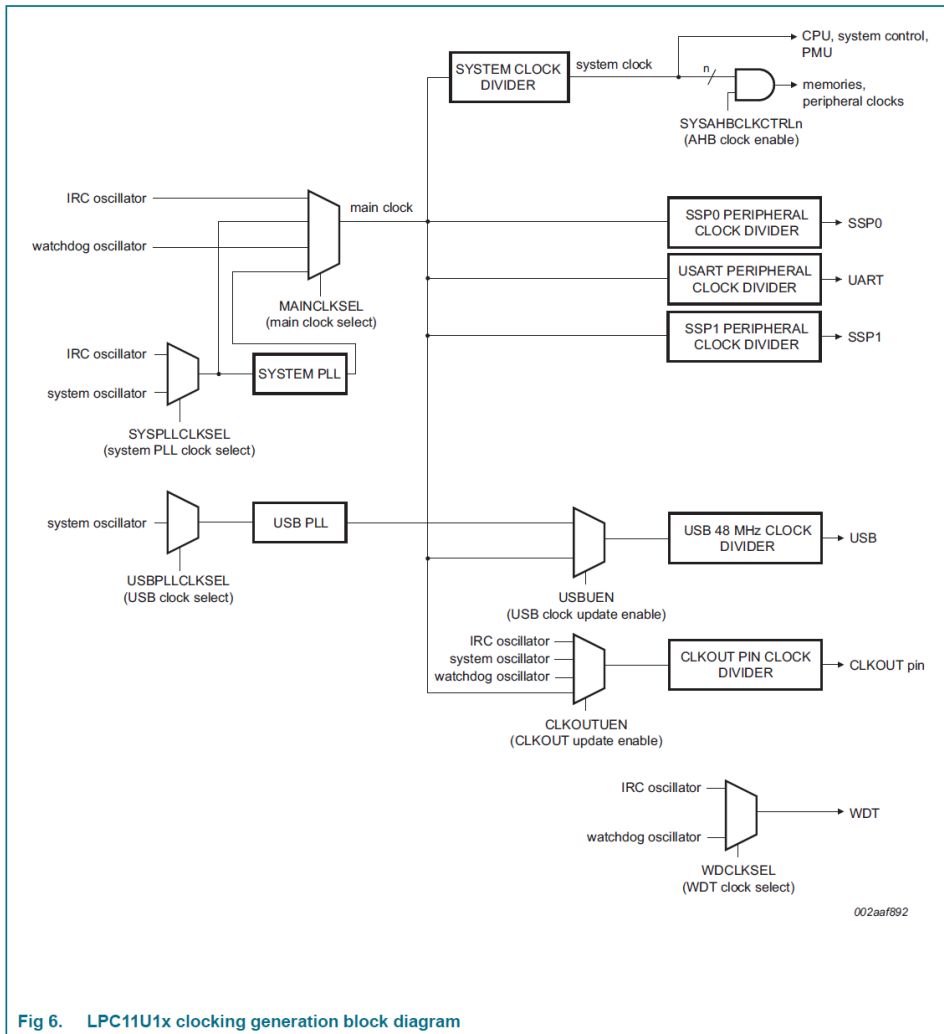 CPU, system control,
PMU
SYSTEM CLOCK
DIVIDER
system clock
n
memories,
peripheral clocks
SYSAHBCLKCTRLn
(AHB clock enable)
IRC oscillator
main clock
watchdog oscillator
SSP0 PERIPHERAL
CLOCK DIVIDER
SSP0
USART PERIPHERAL
CLOCK DIVIDER
UART
MAINCLKSEL
(main clock select)
SSP1 PERIPHERAL
CLOCK DIVIDER
SSP1
IRC oscillator
system oscillator
SYSTEM PLL
SYSPLLCLKSEL
(system PLL clock select)
system oscillator
USB PLL
USBPLLCLKSEL
(USB clock select)
USB 48 MHz CLOCK
DIVIDER
USB
USBUEN
(USB clock update enable)
IRC oscillator
system oscillator
watchdog oscillator
CLKOUT PIN CLOCK
DIVIDER
CLKOUT pin
CLKOUTUEN
(CLKOUT update enable)
IRC oscillator
watchdog oscillator
WDT
WDCLKSEL
(WDT clock select)
002aaf892
Fig 6. LPC11U1x clocking generation block diagram